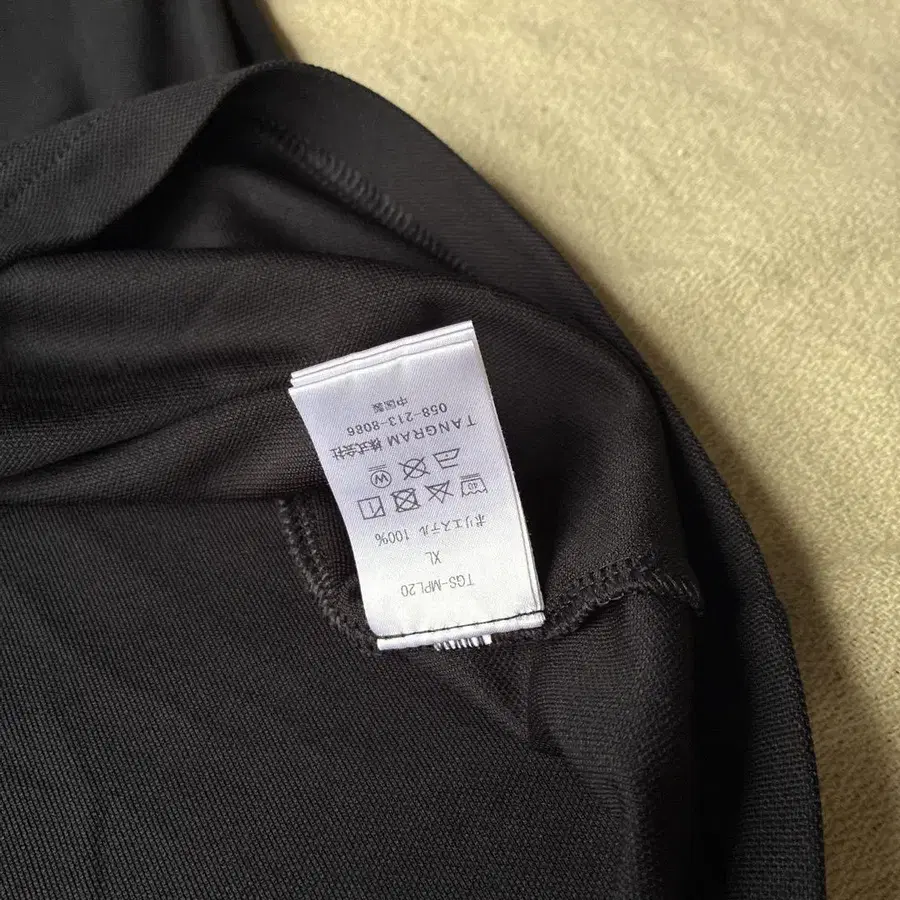 TGS-MPL20
XL
ポリエステル 100%
40
W
TANGRAM 株式会社
058-213-8086
中国製